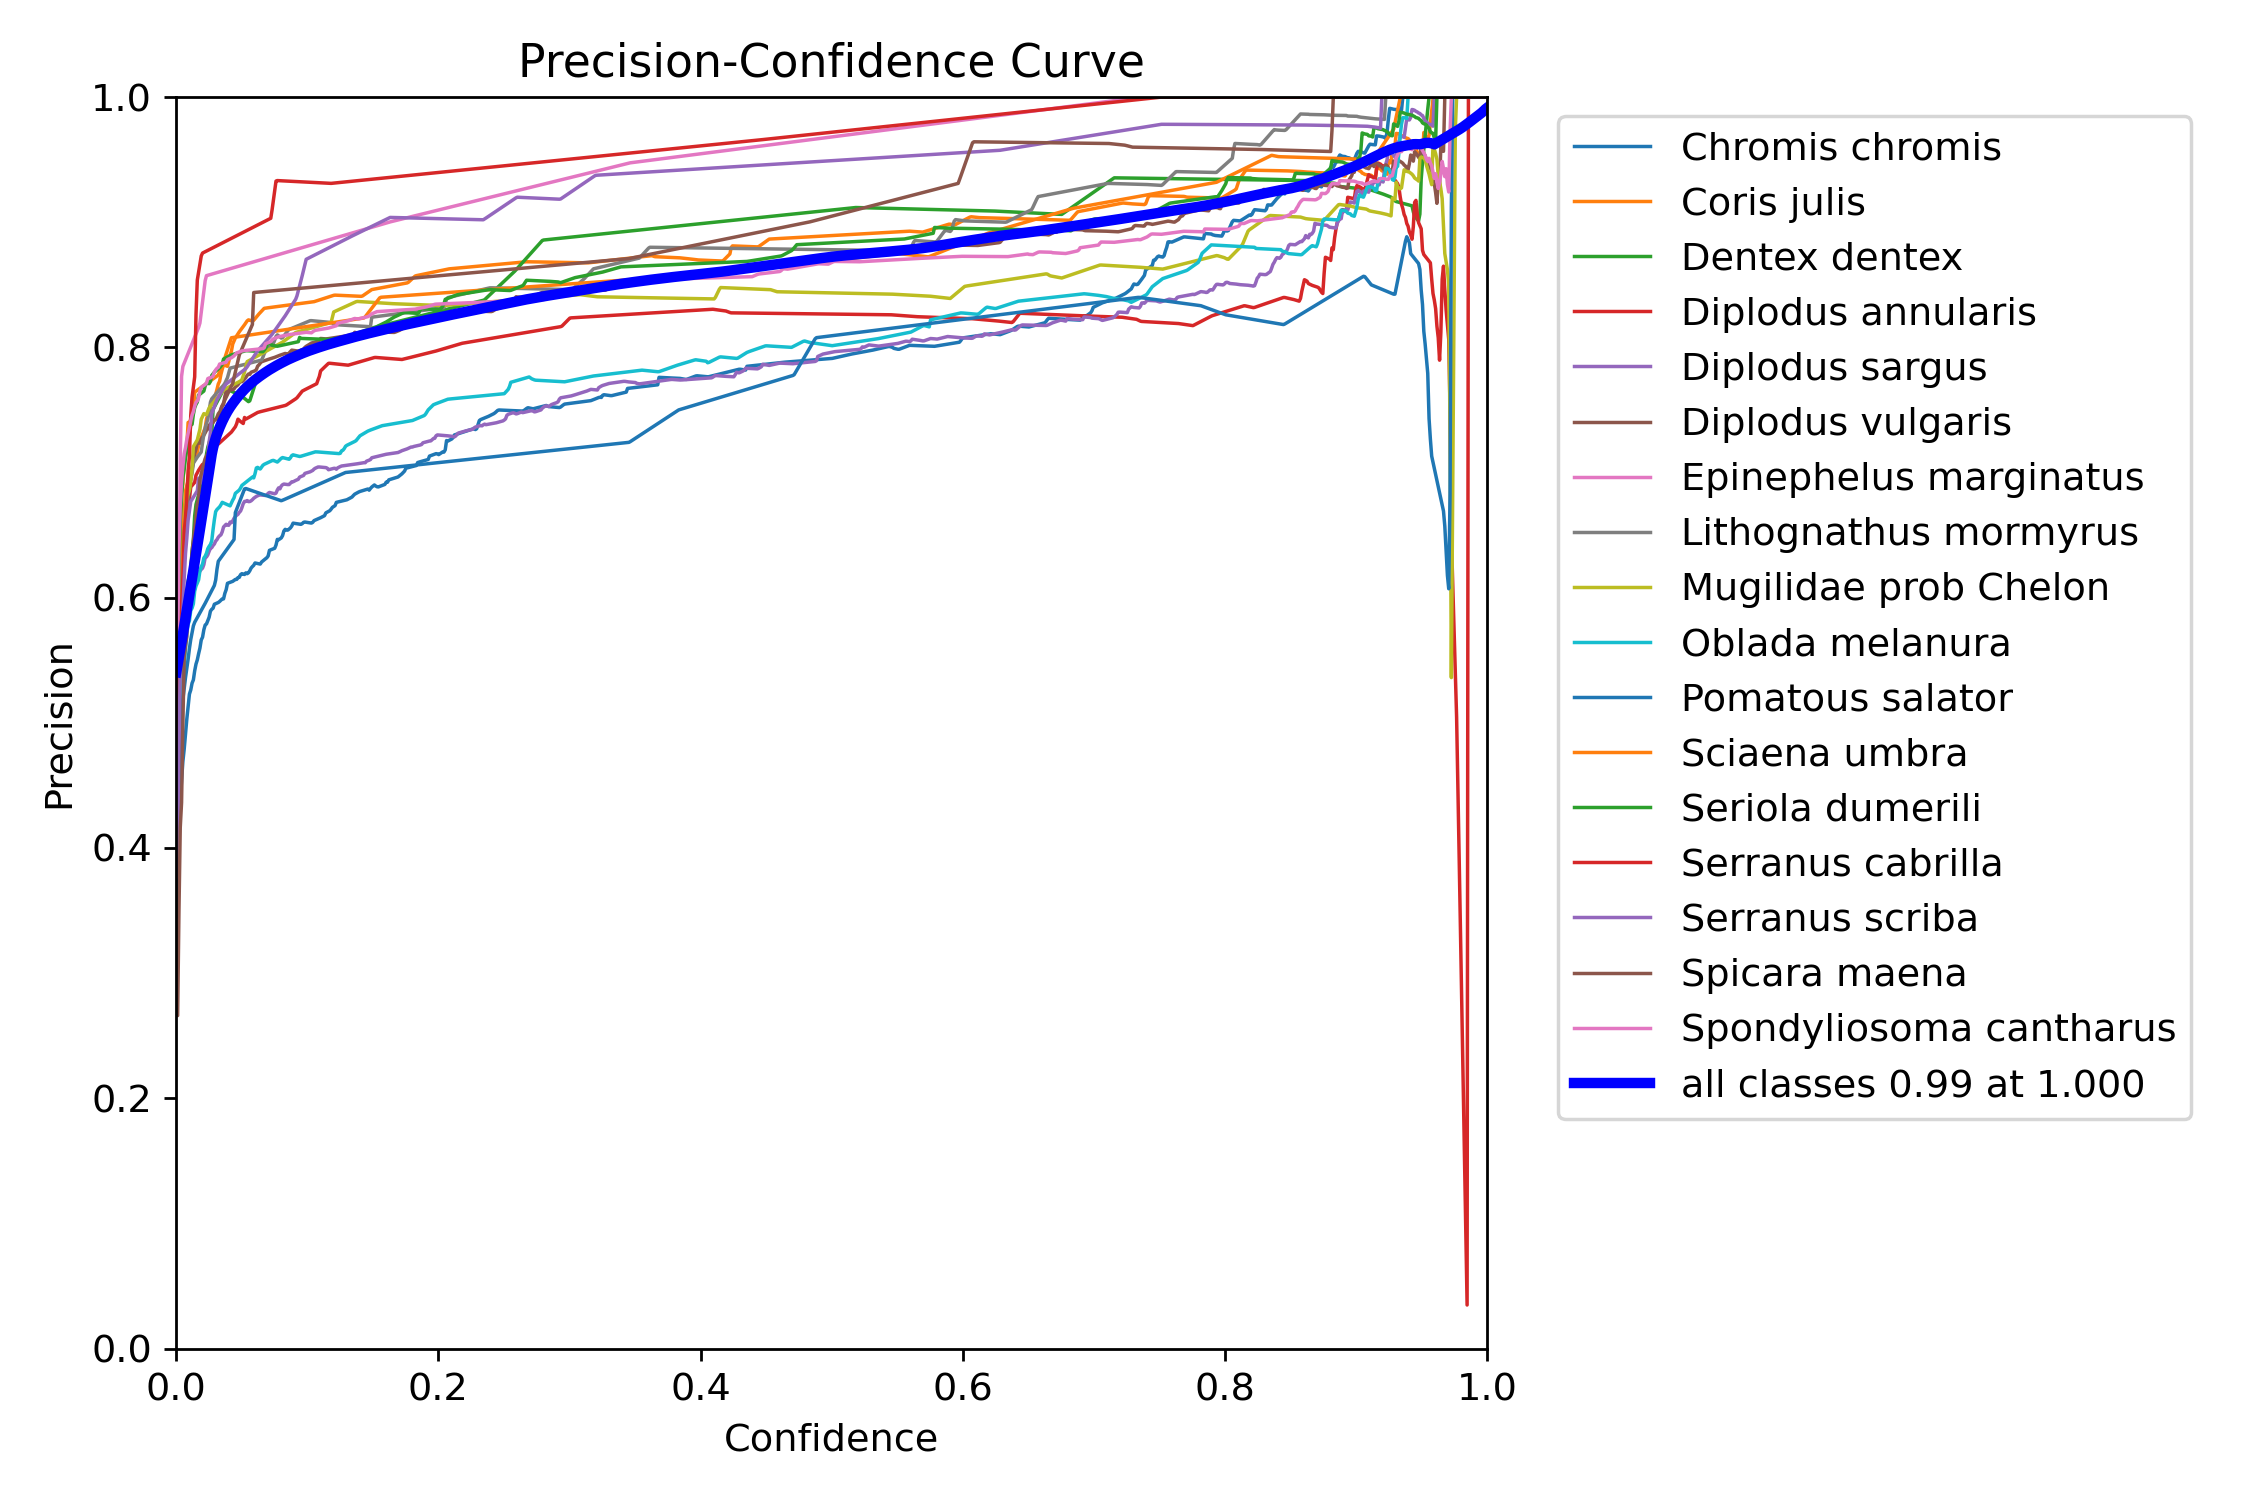 Precision-Confidence Curve
1.0
0.8
0.6
0.4
0.2
0.0
Precision
0.0 0.2 0.4 0.6 0.8 1.0
Confidence
Chromis chromis
Coris julis
Dentex dentex
Diplodus annularis
Diplodus sargus
Diplodus vulgaris
Epinephelus marginatus
Lithognathus mormyrus
Mugilidae prob Chelon
Oblada melanura
Pomatous salator
Sciaena umbra
Seriola dumerili
Serranus cabrilla
Serranus scriba
Spicara maena
Spondyliosoma cantharus
all classes 0.99 at 1.000